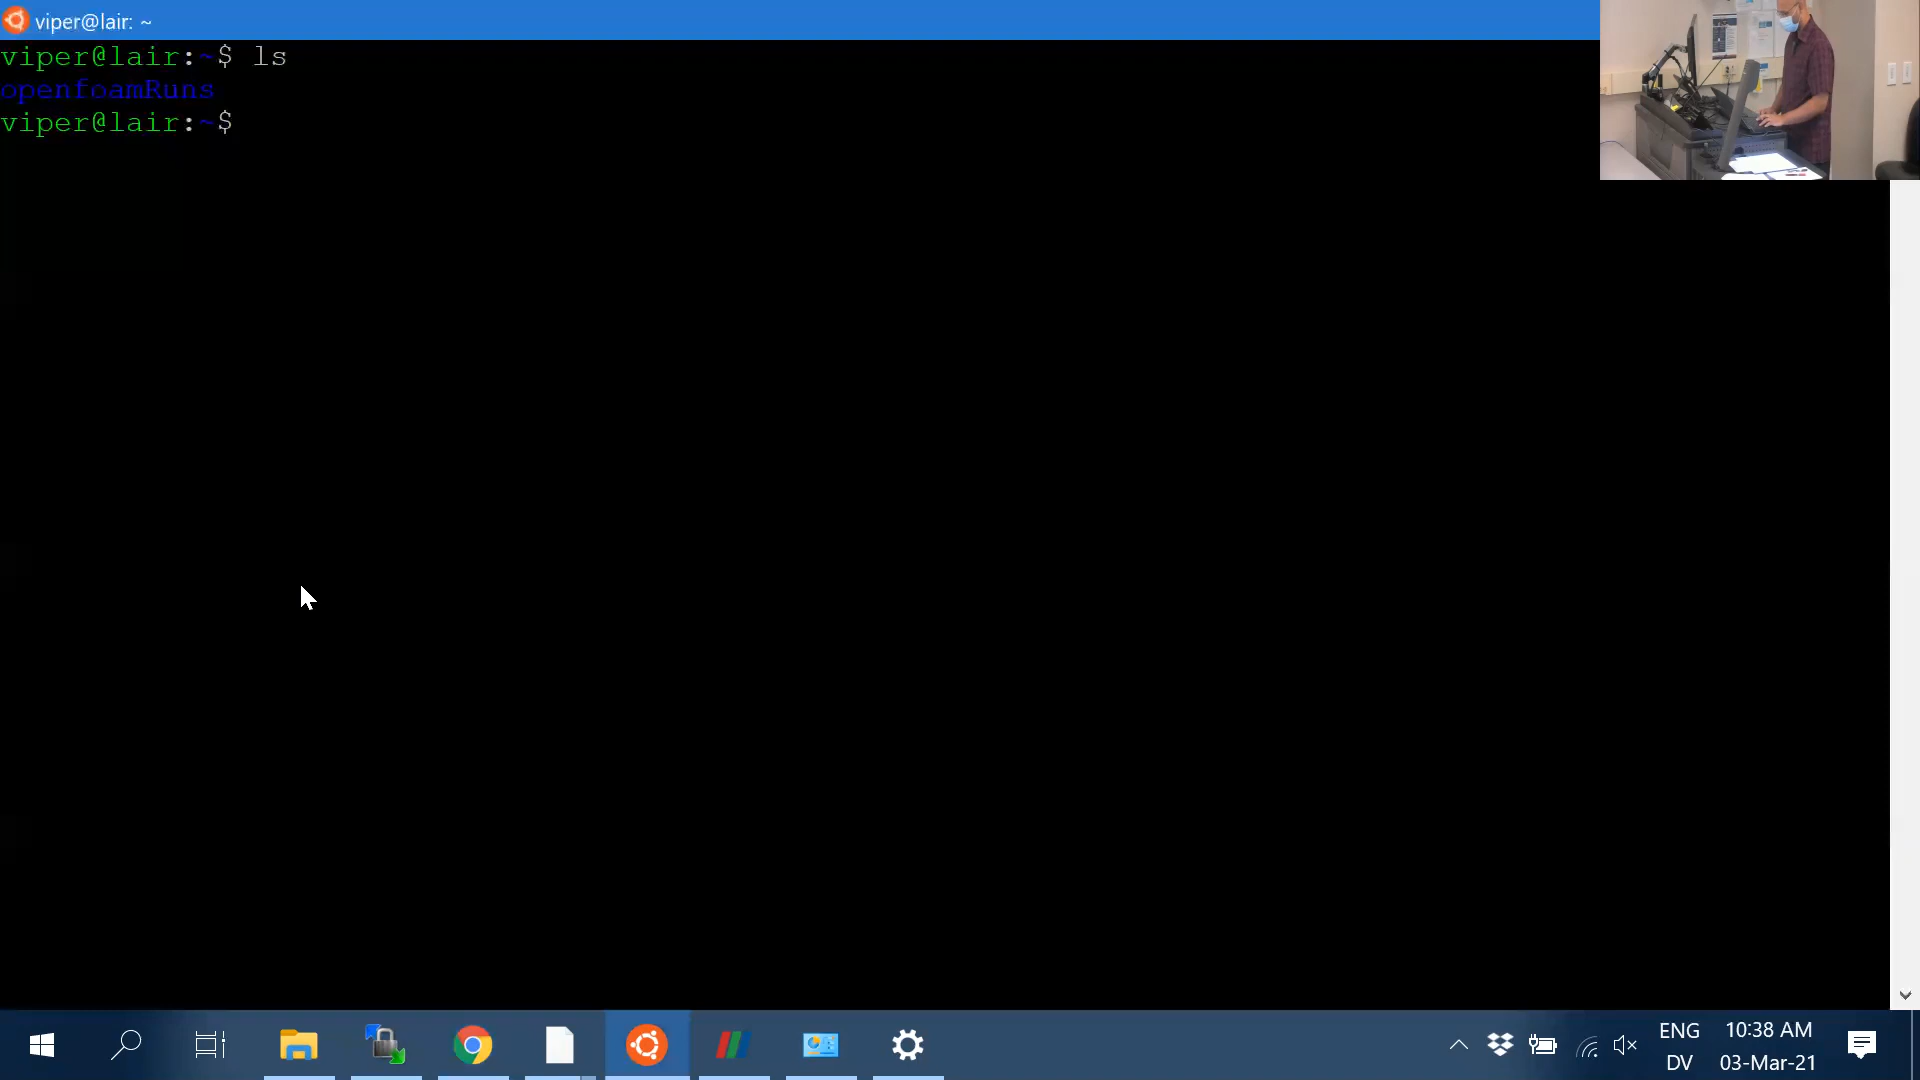 viper@lair: ~
viper@lair:~$ ls
openfoamRuns
viper@lair:~$
ENG
10:38 AM
DV
03-Mar-21